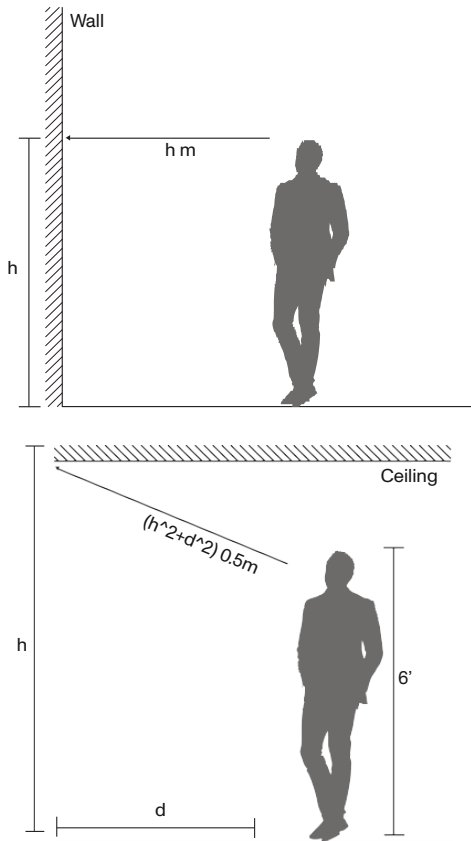 Wall
h m
h
Ceiling
(h^2+d^2) 0.5m
h
6’
d